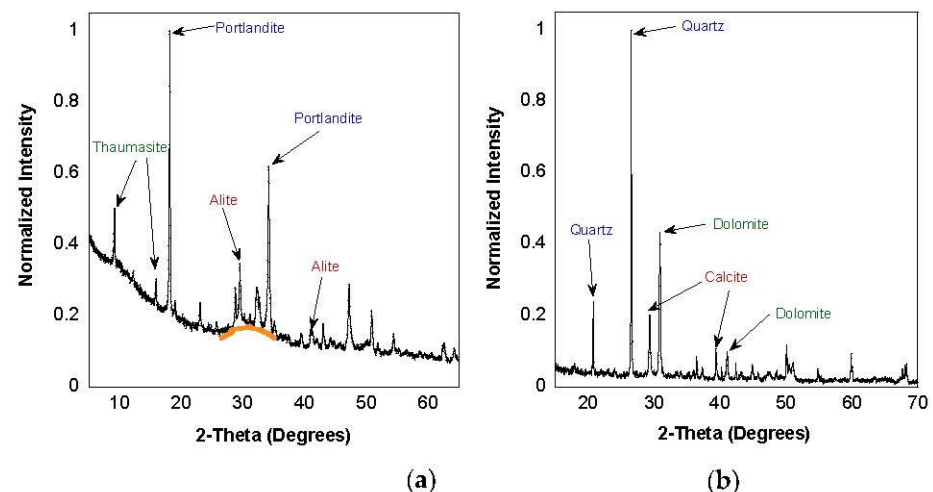 Normalized Intensity
1
0.8
0.6
0.4
0.2
0
Portlandite
Portlandite
Thaumasite
Alite
Alite
10 20 30 40 50 60
2-Theta (Degrees)
(a)
Normalized Intensity
1
0.8
0.6
0.4
0.2
0
Quartz
Quartz
Dolomite
Calcite
Dolomite
20 30 40 50 60 70
2-Theta (Degrees)
(b)